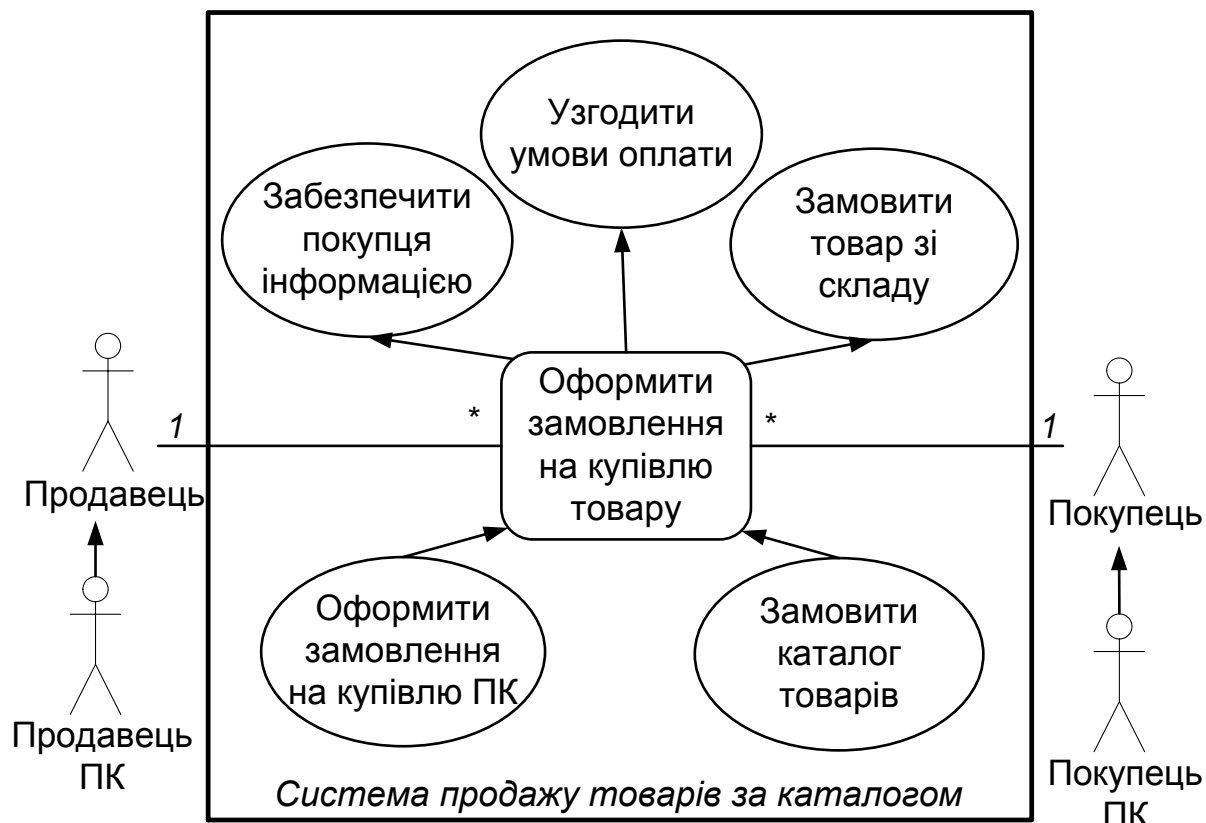 Узгодити
умови оплати
Забезпечити
покупця
інформацією
Замовити
товар зі
складу
Оформити
замовлення
на купівлю
товару
1
*
*
1
Продавець
Покупець
Оформити
замовлення
на купівлю ПК
Замовити
каталог
товарів
Продавець
ПК
Покупець
ПК
Система продажу товарів за каталогом